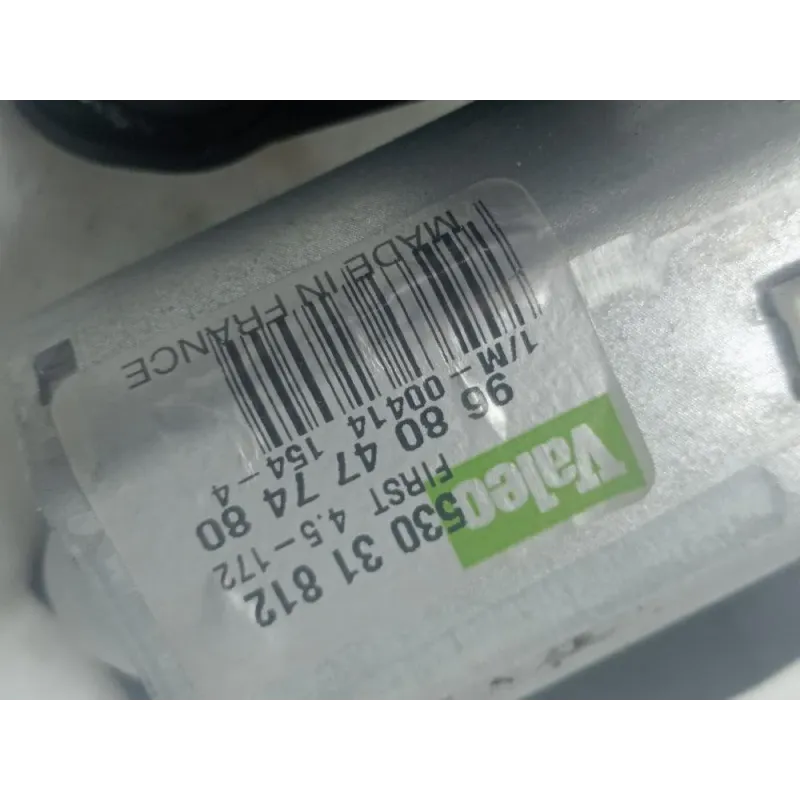 Valeo
530 31 812
FIRST 4.5-172
96 80 47 74 80
1/M - 00414 154 - 4
MADE IN FRANCE